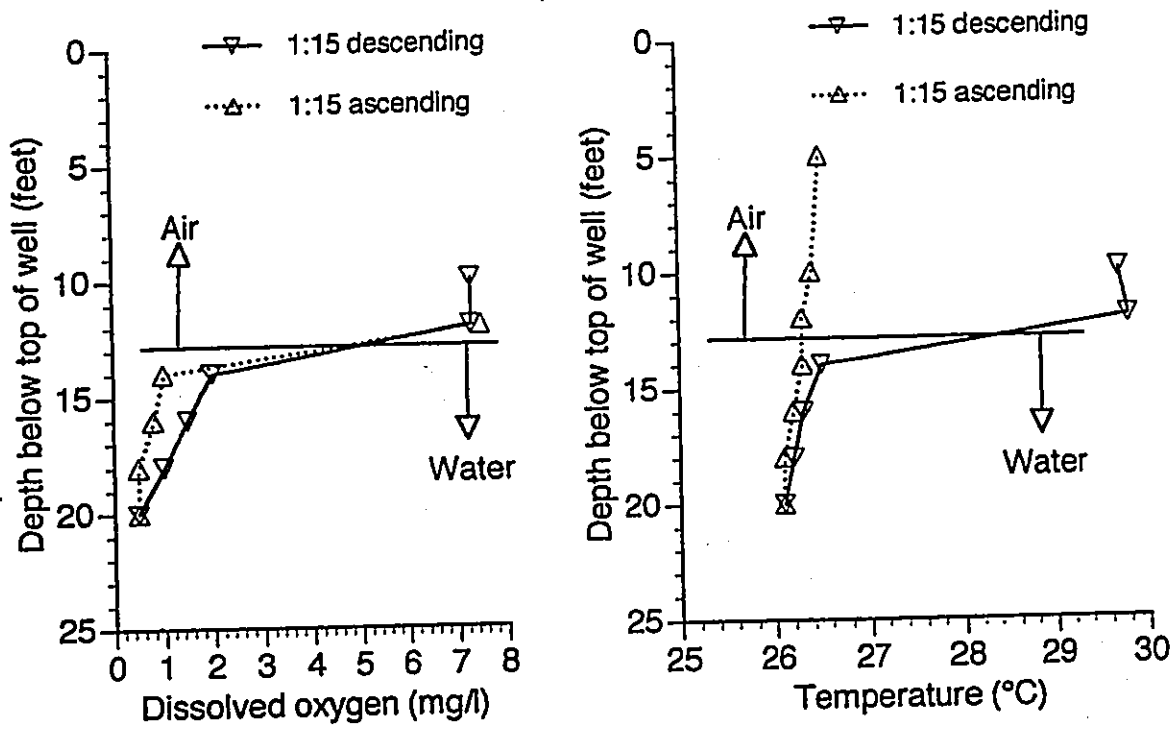 1:15 descending
1:15 ascending
0
5
10
15
20
25
Depth below top of well (feet)
Air
Water
0 1 2 3 4 5 6 7 8
Dissolved oxygen (mg/l)
1:15 descending
1:15 ascending
0
5
10
15
20
25
Depth below top of well (feet)
Air
Water
25 26 27 28 29 30
Temperature (°C)